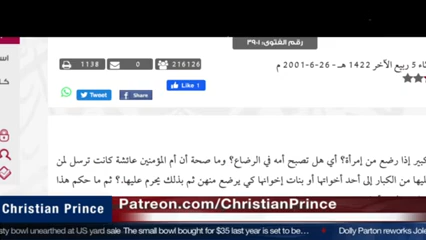 رقم الفتوى: ٣٩٠١
5 ربيع الآخر 1422 هـ - 26-6-2001 م
1138 0 216126
Like 1
Tweet Share
كبير إذا رضع من إمرأة؟ أي هل تصبح أمه في الرضاع؟ وما صحة أن أم المؤمنين عائشة كانت ترسل لمن
عليها من الكبار إلى أحد أخواتها أو بنات إخوانها كي يرضع منهن ثم بذلك يحرم عليها.؟ ثم ما حكم هذا
Christian Prince Patreon.com/ChristianPrince
sty bowl unearthed at US yard sale The small bowl bought for $35 last year is set to be... Dolly Parton reworks Jole